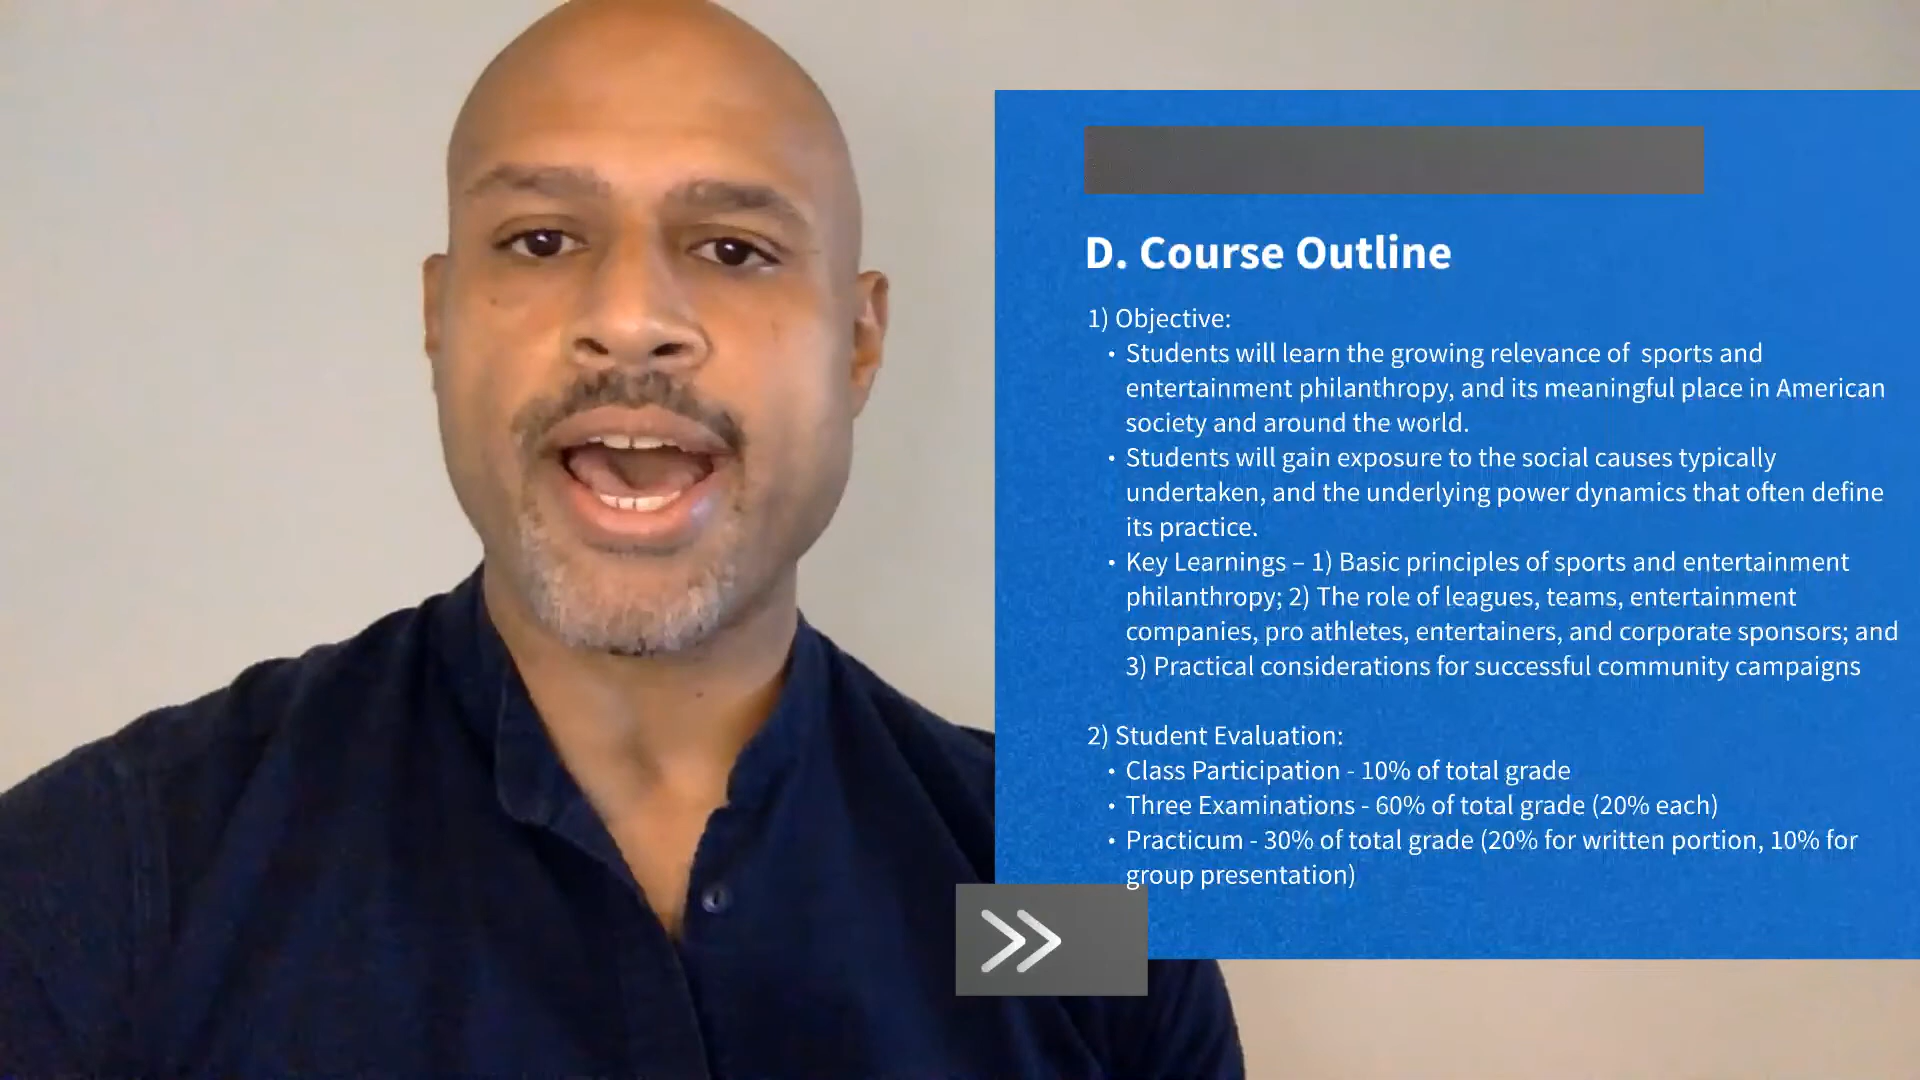 D. Course Outline
1) Objective:
• Students will learn the growing relevance of  sports and
entertainment philanthropy, and its meaningful place in American
society and around the world.
• Students will gain exposure to the social causes typically
undertaken, and the underlying power dynamics that often define
its practice.
• Key Learnings – 1) Basic principles of sports and entertainment
philanthropy; 2) The role of leagues, teams, entertainment
companies, pro athletes, entertainers, and corporate sponsors; and
3) Practical considerations for successful community campaigns
2) Student Evaluation:
• Class Participation - 10% of total grade
• Three Examinations - 60% of total grade (20% each)
• Practicum - 30% of total grade (20% for written portion, 10% for
group presentation)